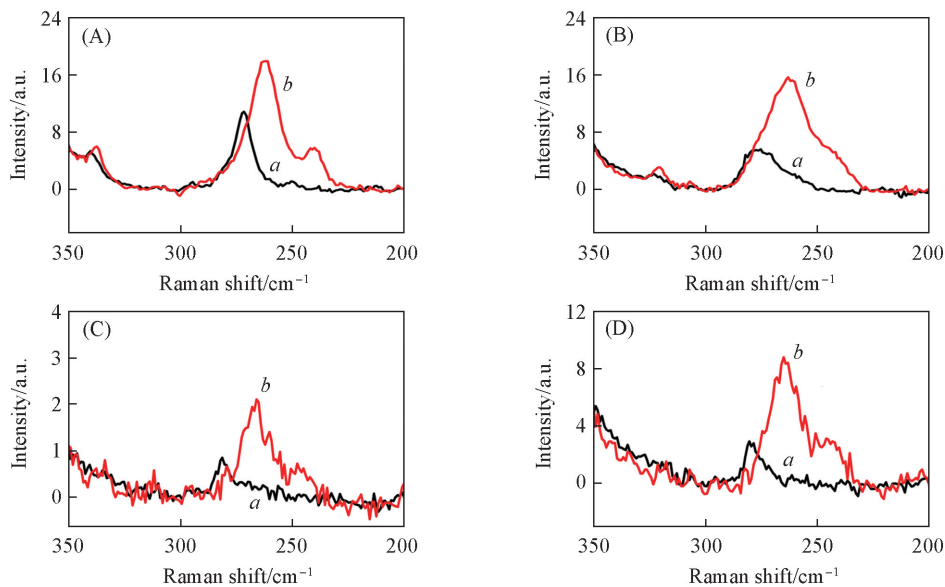 (A)
24
16
8
0
Intensity/a.u.
b
a
350
300
250
200
Raman shift/cm⁻¹
(B)
24
16
8
0
Intensity/a.u.
b
a
350
300
250
200
Raman shift/cm⁻¹
(C)
4
3
2
1
0
Intensity/a.u.
b
a
350
300
250
200
Raman shift/cm⁻¹
(D)
12
8
4
0
Intensity/a.u.
b
a
350
300
250
200
Raman shift/cm⁻¹